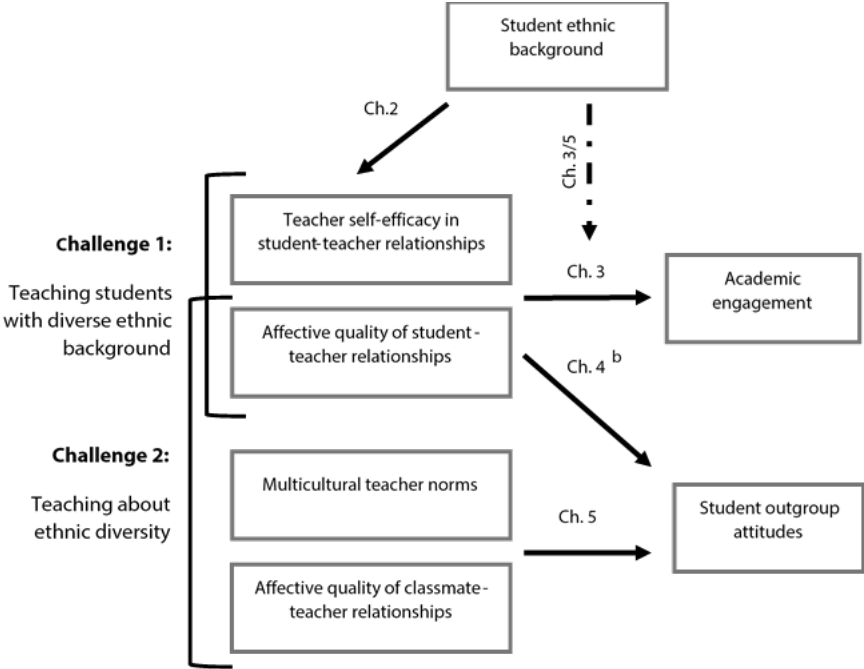 Student ethnic
background
Ch.2
Ch. 3/5
Teacher self-efficacy in
student-teacher relationships
Challenge 1:
Teaching students
with diverse ethnic
background
Ch. 3
Academic
engagement
Affective quality of student-
teacher relationships
Ch. 4 b
Challenge 2:
Teaching about
ethnic diversity
Multicultural teacher norms
Ch. 5
Student outgroup
attitudes
Affective quality of classmate-
teacher relationships